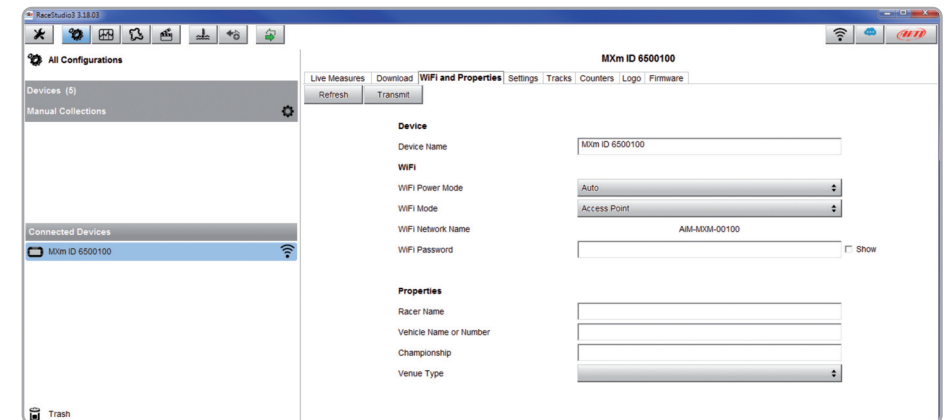 RaceStudio3 3.18.03
AiM
All Configurations
MXm ID 6500100
Live Measures Download WiFi and Properties Settings Tracks Counters Logo Firmware
Devices (5)
Refresh Transmit
Manual Collections
Device
Device Name MXm ID 6500100
WiFi
WiFi Power Mode Auto
WiFi Mode Access Point
Connected Devices
WiFi Network Name AiM-MXM-00100
MXm ID 6500100
WiFi Password Show
Properties
Racer Name
Vehicle Name or Number
Championship
Venue Type
Trash